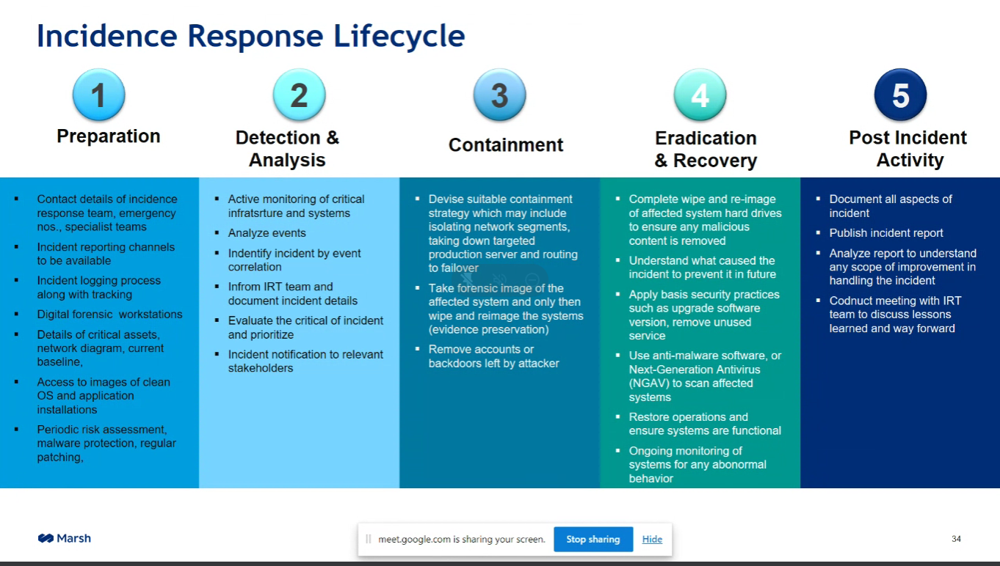 Incidence Response Lifecycle
1
Preparation
2
Detection &
Analysis
3
Containment
4
Eradication
& Recovery
5
Post Incident
Activity
▪ Contact details of incidence
response team, emergency
nos., specialist teams
▪ Incident reporting channels
to be available
▪ Incident logging process
along with tracking
▪ Digital forensic workstations
▪ Details of critical assets,
network diagram, current
baseline,
▪ Access to images of clean
OS and application
installations
▪ Periodic risk assessment,
malware protection, regular
patching,
▪ Active monitoring of critical
infratsrture and systems
▪ Analyze events
▪ Indentify incident by event
correlation
▪ Infrom IRT team and
document incident details
▪ Evaluate the critical of incident
and prioritize
▪ Incident notification to relevant
stakeholders
▪ Devise suitable containment
strategy which may include
isolating network segments,
taking down targeted
production server and routing
to failover
▪ Take forensic image of the
affected system and only then
wipe and reimage the systems
(evidence preservation)
▪ Remove accounts or
backdoors left by attacker
▪ Complete wipe and re-image
of affected system hard drives
to ensure any malicious
content is removed
▪ Understand what caused the
incident to prevent it in future
▪ Apply basis security practices
such as upgrade software
version, remove unused
service
▪ Use anti-malware software, or
Next-Generation Antivirus
(NGAV) to scan affected
systems
▪ Restore operations and
ensure systems are functional
▪ Ongoing monitoring of
systems for any abonormal
behavior
▪ Document all aspects of
incident
▪ Publish incident report
▪ Analyze report to understand
any scope of improvement in
handling the incident
▪ Codnuct meeting with IRT
team to discuss lessons
learned and way forward
Marsh
meet.google.com is sharing your screen.
Stop sharing
Hide
34